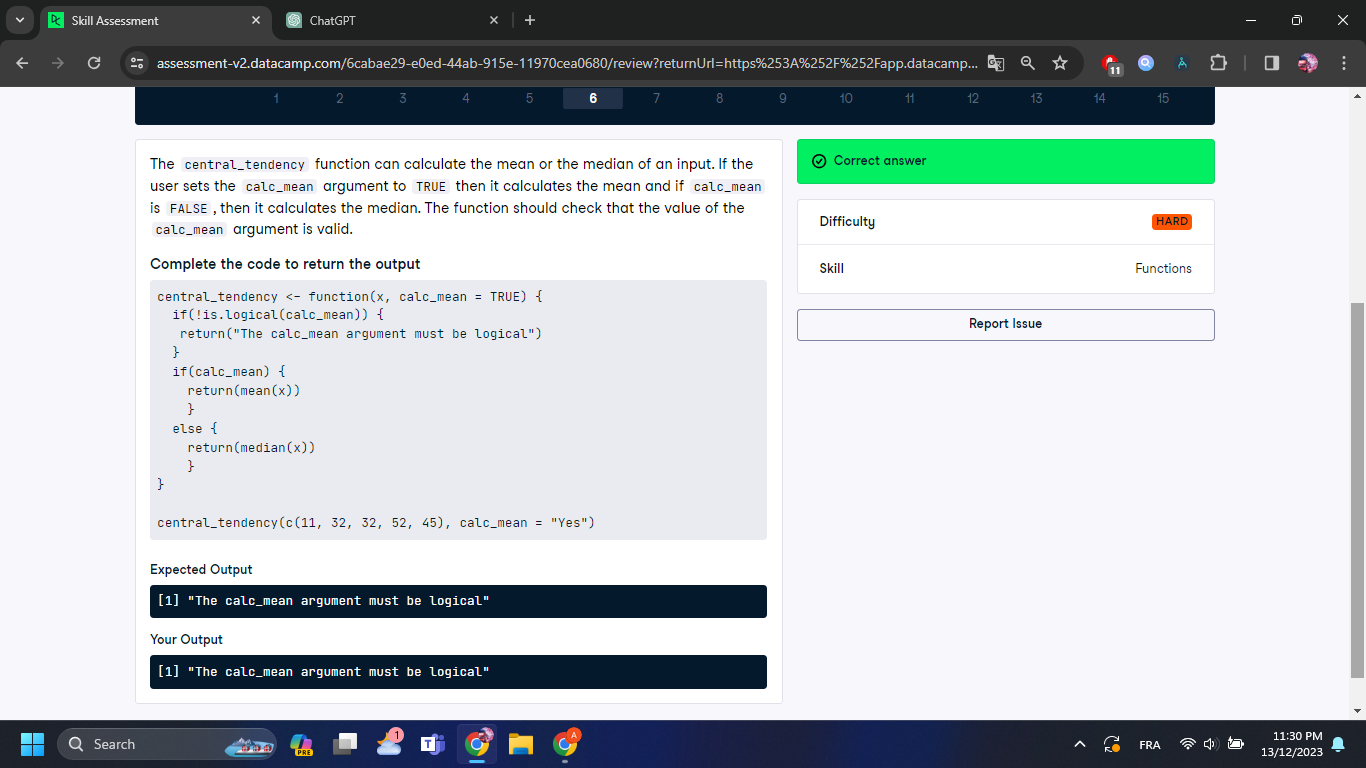 Skill Assessment
ChatGPT
assessment-v2.datacamp.com/6cabae29-e0ed-44ab-915e-11970cea0680/review?returnUrl=https%253A%252F%252Fapp.datacamp...
11
1 2 3 4 5 6 7 8 9 10 11 12 13 14 15
The central_tendency function can calculate the mean or the median of an input. If the
user sets the calc_mean argument to TRUE then it calculates the mean and if calc_mean
is FALSE, then it calculates the median. The function should check that the value of the
calc_mean argument is valid.
Complete the code to return the output
central_tendency <- function(x, calc_mean = TRUE) {
  if(!is.logical(calc_mean)) {
   return("The calc_mean argument must be logical")
  }
  if(calc_mean) {
    return(mean(x))
    }
  else {
    return(median(x))
    }
}
central_tendency(c(11, 32, 32, 52, 45), calc_mean = "Yes")
Expected Output
[1] "The calc_mean argument must be logical"
Your Output
[1] "The calc_mean argument must be logical"
Correct answer
Difficulty HARD
Skill Functions
Report Issue
Search
PRE
1
A
FRA
11:30 PM
13/12/2023